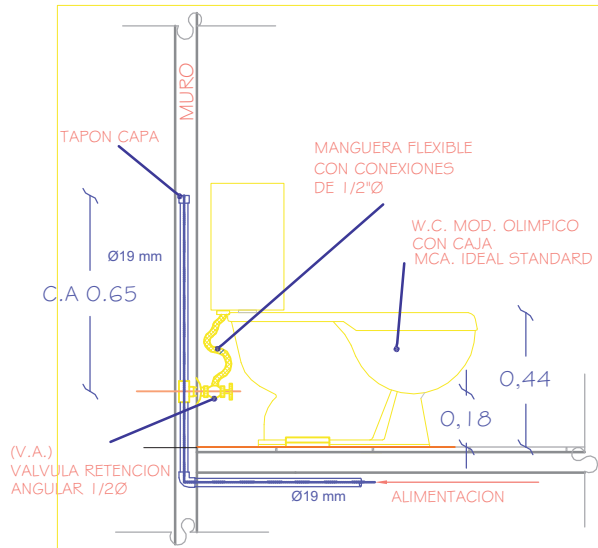 MURO
TAPON CAPA
MANGUERA FLEXIBLE
CON CONEXIONES
DE 1/2"Ø
W.C. MOD. OLIMPICO
CON CAJA
MCA. IDEAL STANDARD
Ø19 mm
C.A 0.65
0,44
0,18
(V.A.)
VALVULA RETENCION
ANGULAR 1/2Ø
Ø19 mm
ALIMENTACION